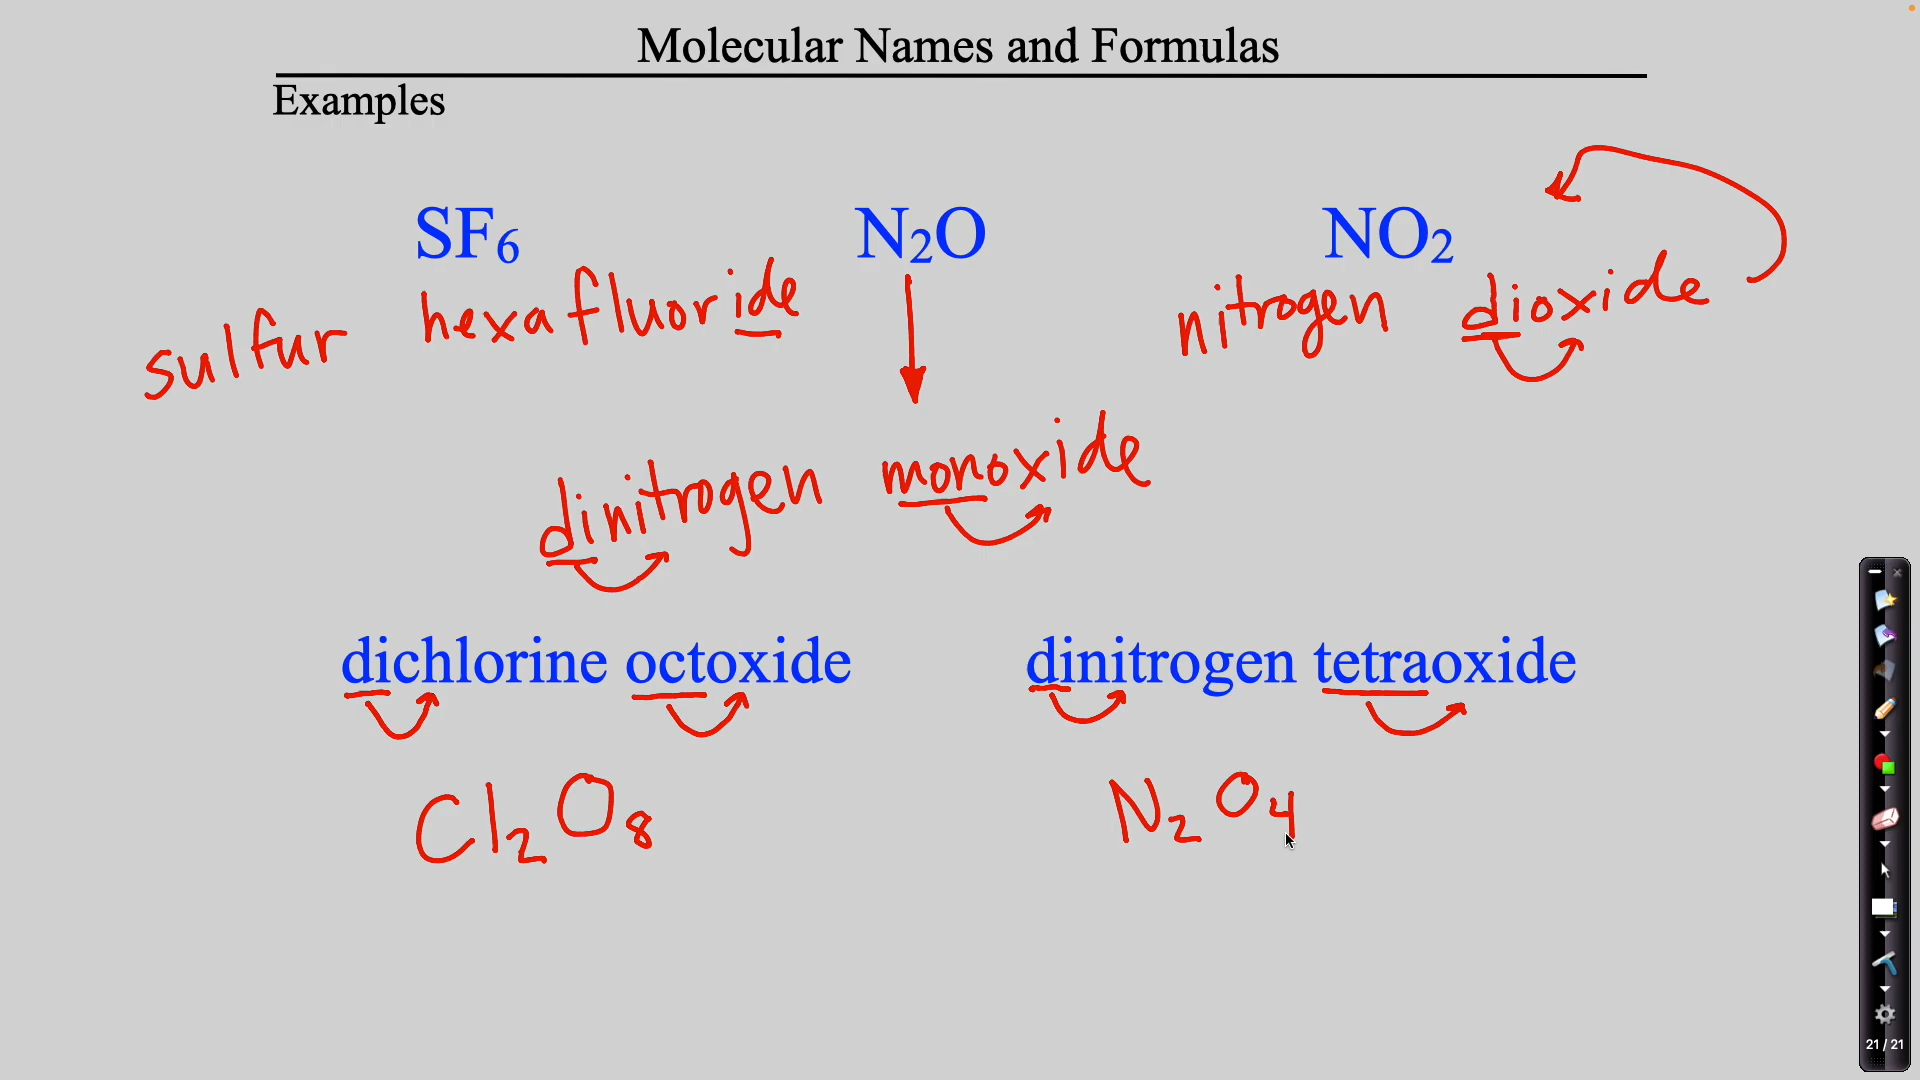 Molecular Names and Formulas
Examples
SF₆ N₂O NO₂
sulfur hexafluoride nitrogen dioxide
dinitrogen monoxide
dichlorine octoxide dinitrogen tetraoxide
Cl₂O₈ N₂O₄
21 / 21